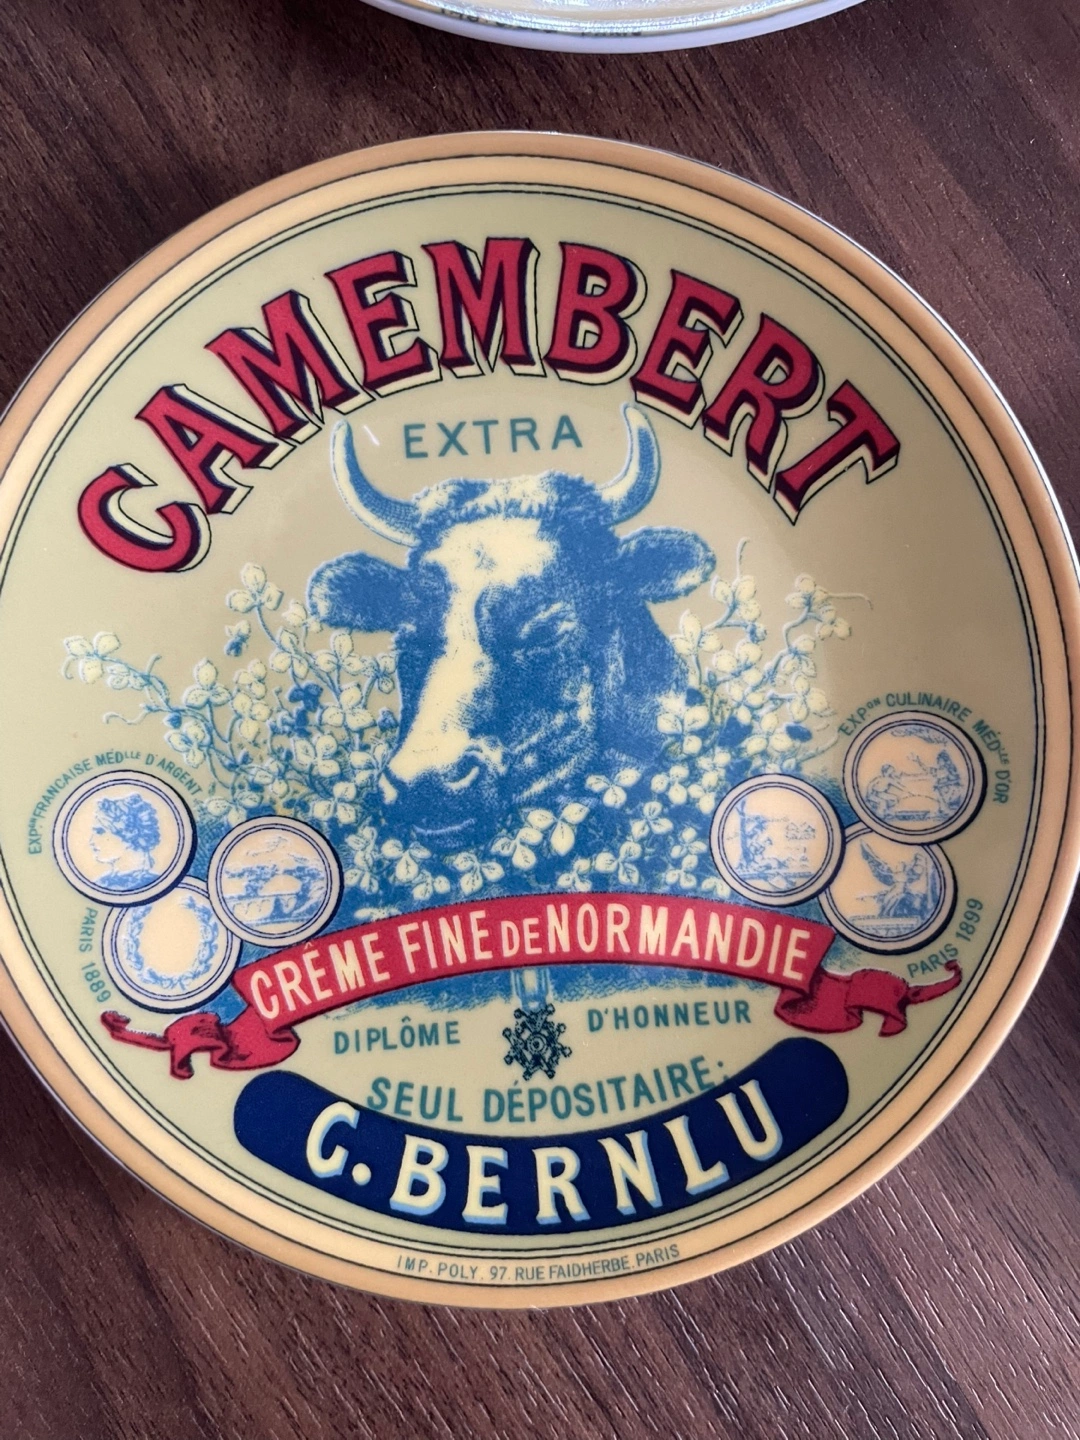 CAMEMBERT
EXTRA
EXPᵒⁿ FRANÇAISE MÉDˡˡᵉ D'ARGENT
PARIS 1889
EXPᵒⁿ CULINAIRE MÉDˡˡᵉ D'OR
PARIS 1899
CRÊME FINE DE NORMANDIE
DIPLÔME D'HONNEUR
SEUL DÉPOSITAIRE:
G. BERNLU
IMP. POLY. 97. RUE FAIDHERBE. PARIS